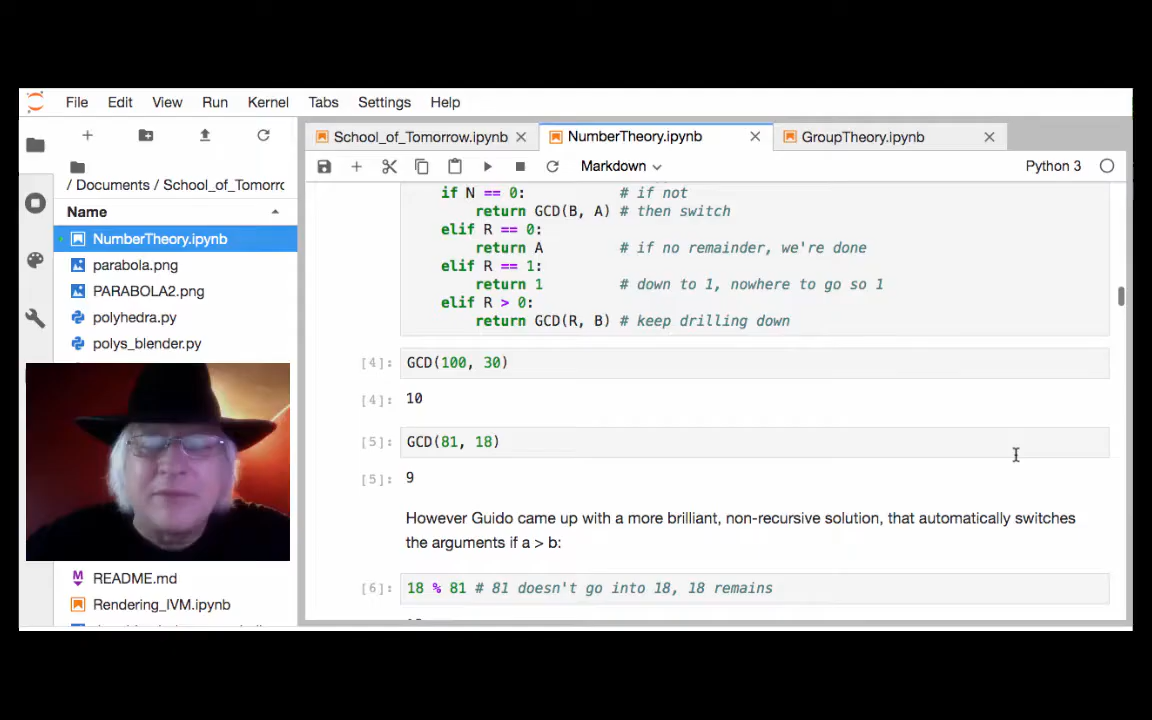 File Edit View Run Kernel Tabs Settings Help
/ Documents / School_of_Tomorrc
Name
NumberTheory.ipynb
parabola.png
PARABOLA2.png
polyhedra.py
polys_blender.py
README.md
Rendering_IVM.ipynb
School_of_Tomorrow.ipynb NumberTheory.ipynb GroupTheory.ipynb
Markdown Python 3
if N == 0: # if not
return GCD(B, A) # then switch
elif R == 0:
return A # if no remainder, we're done
elif R == 1:
return 1 # down to 1, nowhere to go so 1
elif R > 0:
return GCD(R, B) # keep drilling down
[4]: GCD(100, 30)
[4]: 10
[5]: GCD(81, 18)
[5]: 9
However Guido came up with a more brilliant, non-recursive solution, that automatically switches
the arguments if a > b:
[6]: 18 % 81 # 81 doesn't go into 18, 18 remains